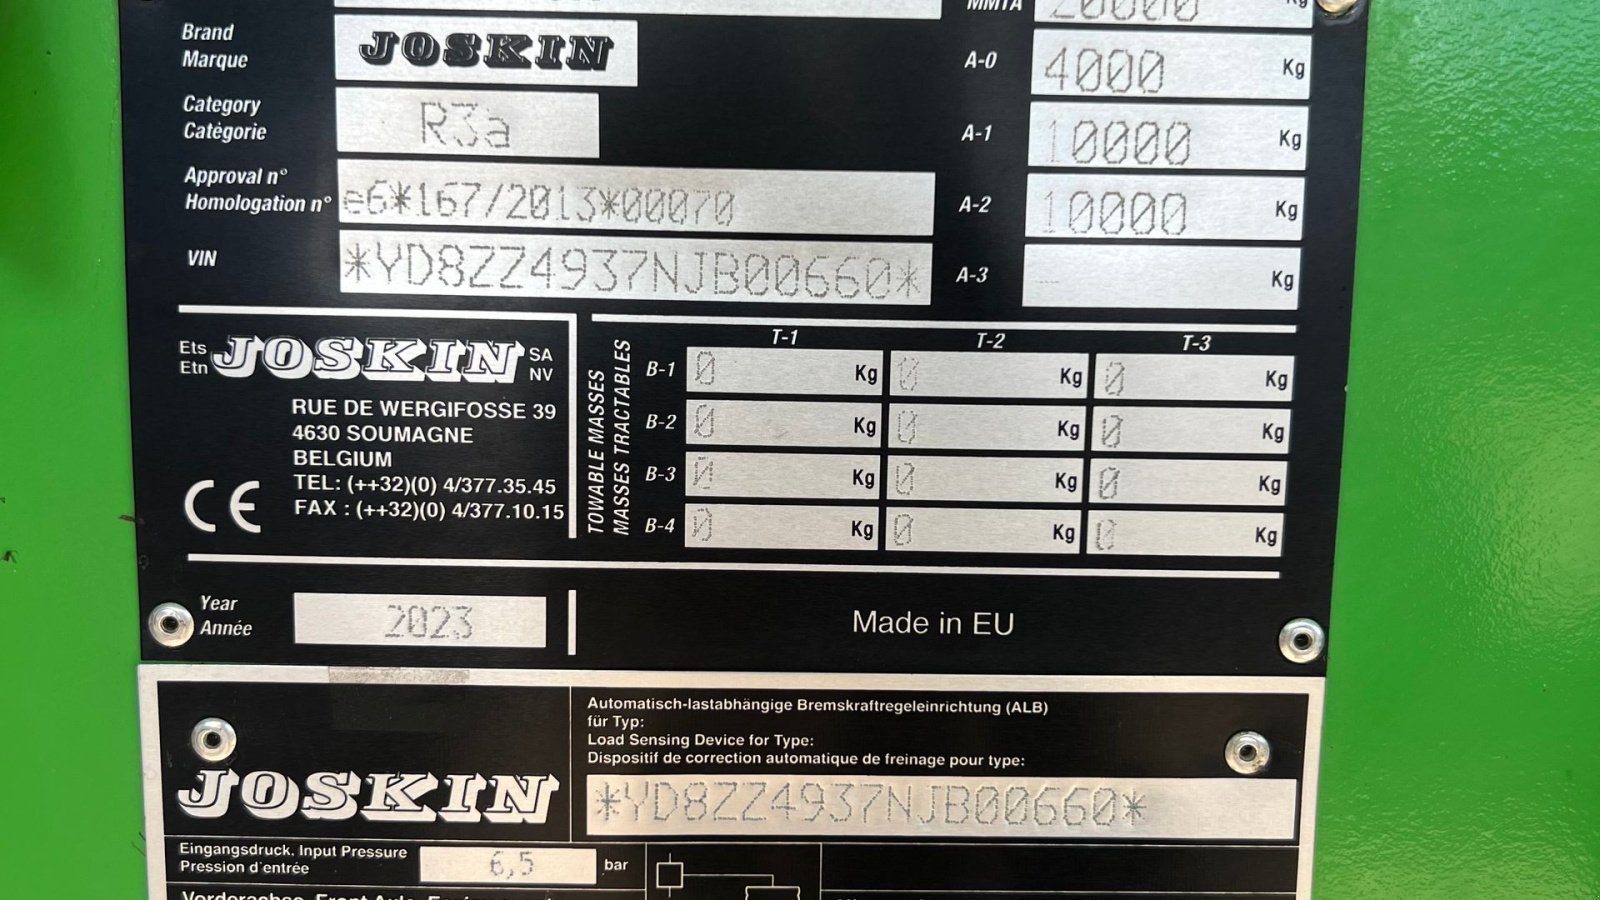 MMTA 20000 Kg
Brand
Marque
JOSKIN
A-0 4000 Kg
Category
Catégorie
R3a
A-1 10000 Kg
Approval n°
Homologation n°
e6*167/2013*00070
A-2 10000 Kg
VIN
*YD8ZZ4937NJB00660*
A-3 Kg
Ets
Etn
JOSKIN
SA
NV
RUE DE WERGIFOSSE 39
4630 SOUMAGNE
BELGIUM
TEL: (++32)(0) 4/377.35.45
FAX : (++32)(0) 4/377.10.15
CE
TOWABLE MASSES
MASSES TRACTABLES
T-1 T-2 T-3
B-1 0 Kg 0 Kg 0 Kg
B-2 0 Kg 0 Kg 0 Kg
B-3 0 Kg 0 Kg 0 Kg
B-4 0 Kg 0 Kg 0 Kg
Year
Année
2023
Made in EU
JOSKIN
Automatisch-lastabhängige Bremskraftregeleinrichtung (ALB)
für Typ:
Load Sensing Device for Type:
Dispositif de correction automatique de freinage pour type:
*YD8ZZ4937NJB00660*
Eingangsdruck. Input Pressure
Pression d'entrée
6,5 bar